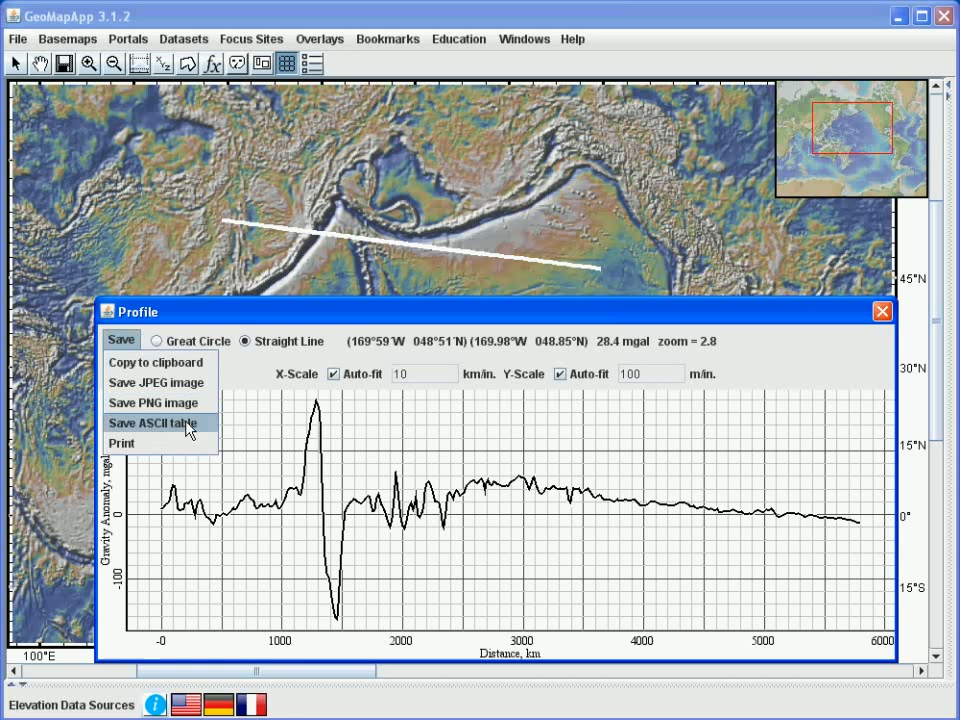 GeoMapApp 3.1.2
File Basemaps Portals Datasets Focus Sites Overlays Bookmarks Education Windows Help
45°N
30°N
15°N
0°
15°S
100°E
Profile
Save Great Circle Straight Line (169°59´W 048°51´N) (169.98°W 048.85°N) 28.4 mgal zoom = 2.8
Copy to clipboard
Save JPEG image
Save PNG image
Save ASCII table
Print
X-Scale Auto-fit 10 km/in. Y-Scale Auto-fit 100 m/in.
Gravity Anomaly, mgal
0
-100
-0 1000 2000 3000 4000 5000 6000
Distance, km
Elevation Data Sources